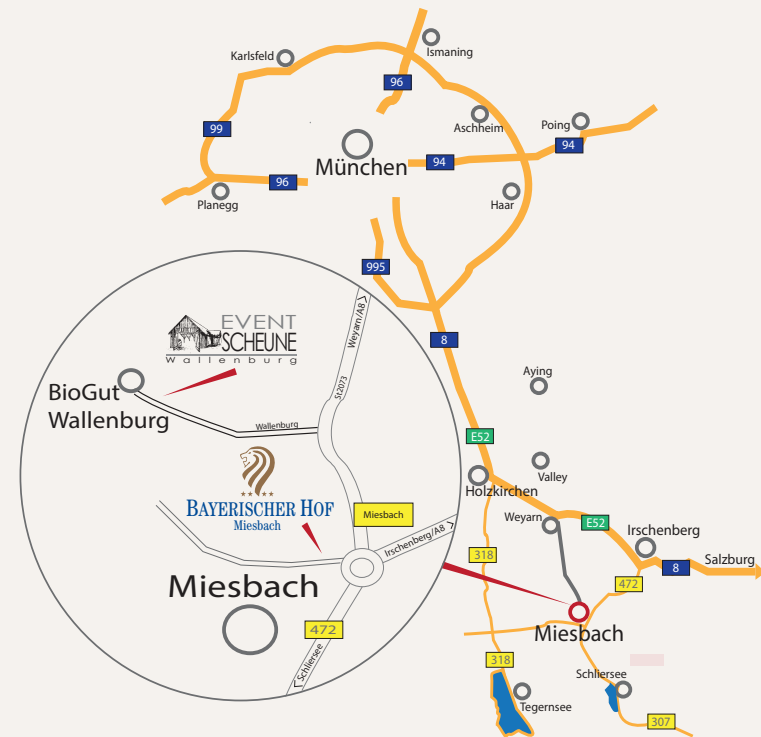 Karlsfeld
Ismaning
96
99
Aschheim
Poing
München
94
94
96
Planegg
Haar
995
8
EVENT
SCHEUNE
Wallenburg
Weyarn/A8
St2073
Aying
BioGut
Wallenburg
Wallenburg
E52
Valley
Holzkirchen
BAYERISCHER HOF
Miesbach
Miesbach
Weyarn
E52
Irschenberg
Irschenberg/A8
318
8
Salzburg
472
Miesbach
Miesbach
472
Schliersee
318
Schliersee
Tegernsee
307